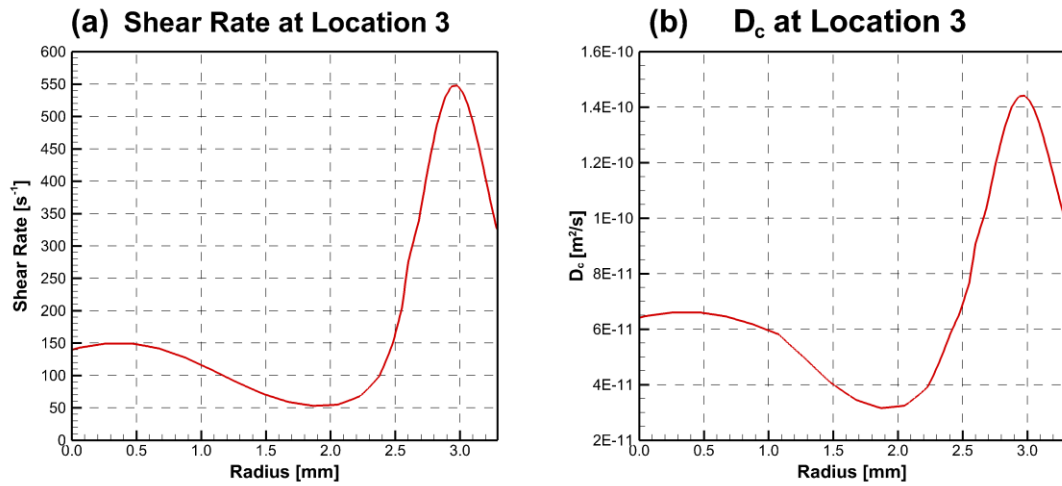 (a) Shear Rate at Location 3
600
550
500
450
400
350
300
250
200
150
100
50
0
Shear Rate [s⁻¹]
0.0 0.5 1.0 1.5 2.0 2.5 3.0
Radius [mm]
(b) D꜀ at Location 3
1.6E-10
1.4E-10
1.2E-10
1E-10
8E-11
6E-11
4E-11
2E-11
D꜀ [m²/s]
0.0 0.5 1.0 1.5 2.0 2.5 3.0
Radius [mm]